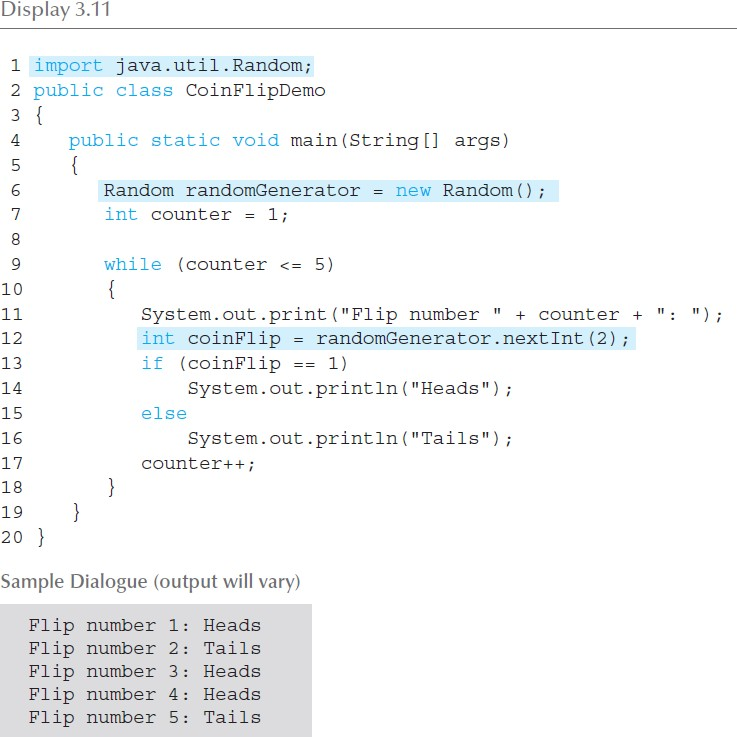 Display 3.11
1 import java.util.Random;
2 public class CoinFlipDemo
3 {
4    public static void main(String[] args)
5    {
6       Random randomGenerator = new Random();
7       int counter = 1;
8
9       while (counter <= 5)
10       {
11          System.out.print("Flip number " + counter + ": ");
12          int coinFlip = randomGenerator.nextInt(2);
13          if (coinFlip == 1)
14              System.out.println("Heads");
15          else
16              System.out.println("Tails");
17          counter++;
18       }
19    }
20 }
Sample Dialogue (output will vary)
Flip number 1: Heads
Flip number 2: Tails
Flip number 3: Heads
Flip number 4: Heads
Flip number 5: Tails